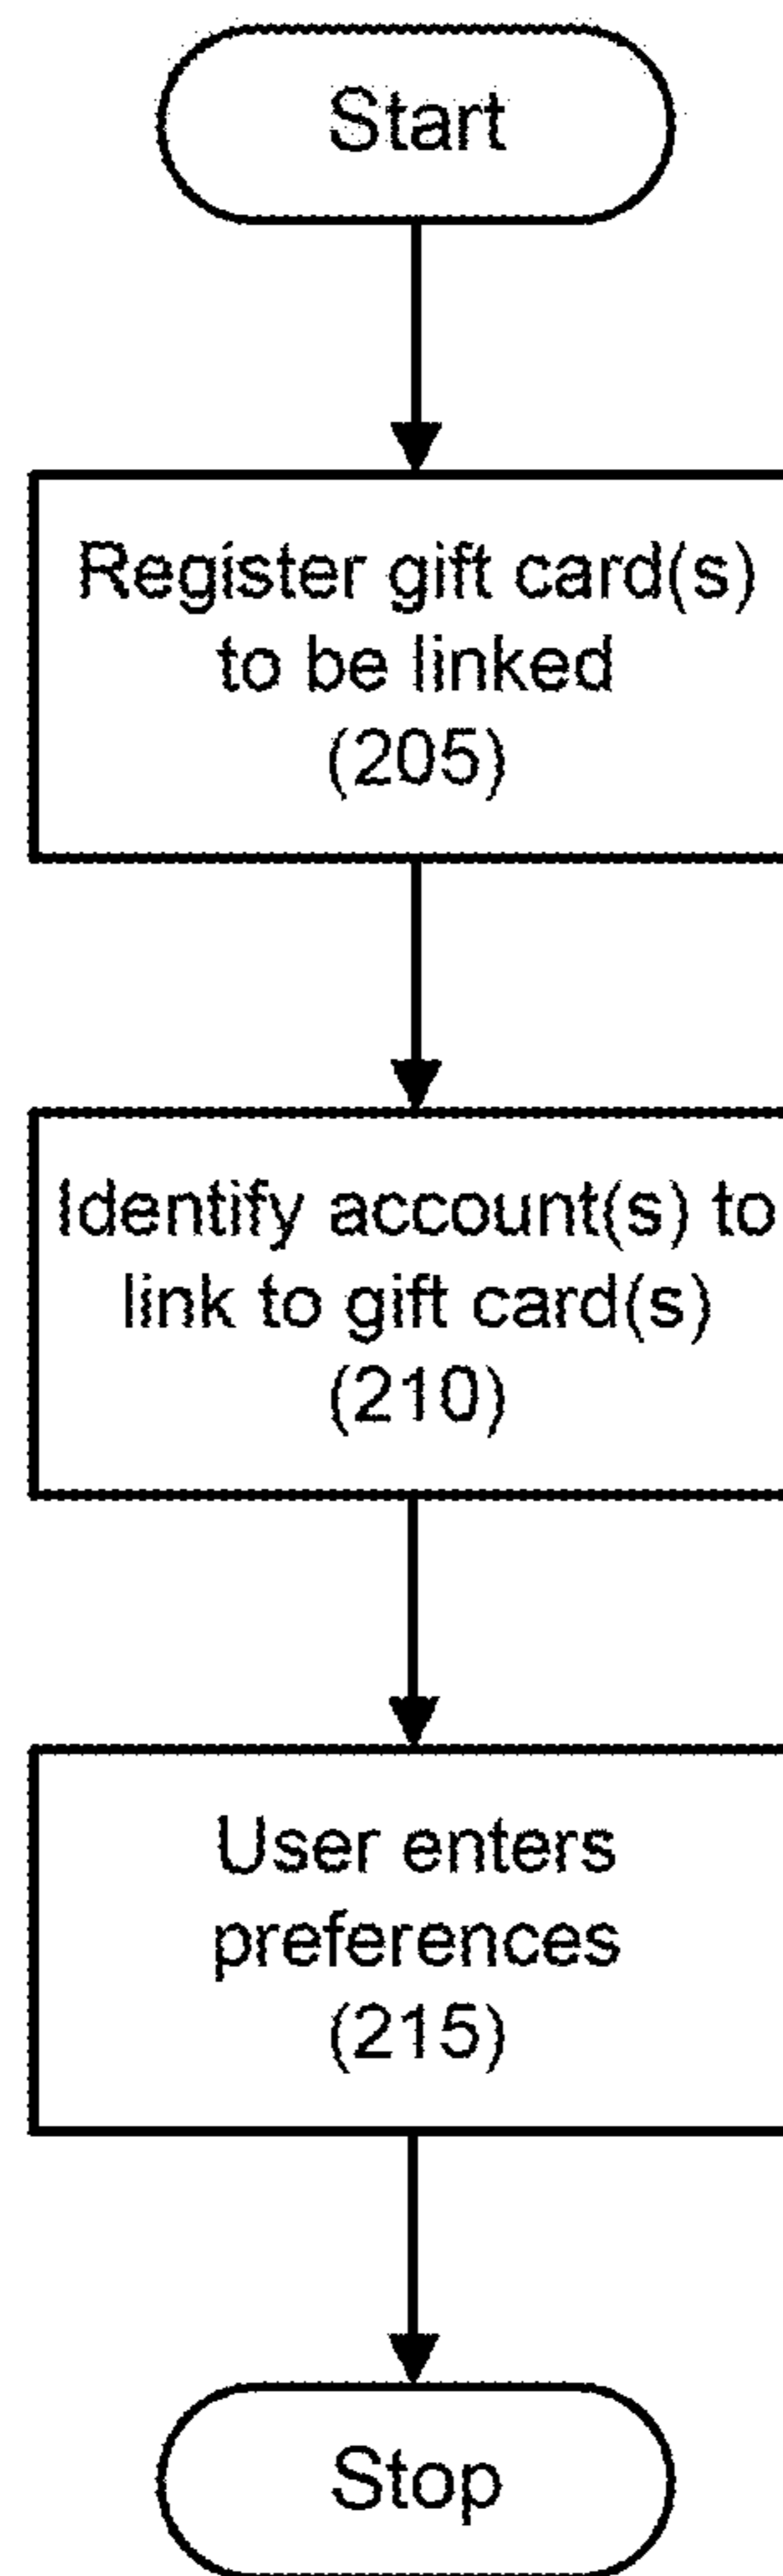 Start
Register gift card(s)
to be linked
(205)
Identify account(s) to
link to gift card(s)
(210)
User enters
preferences
(215)
Stop